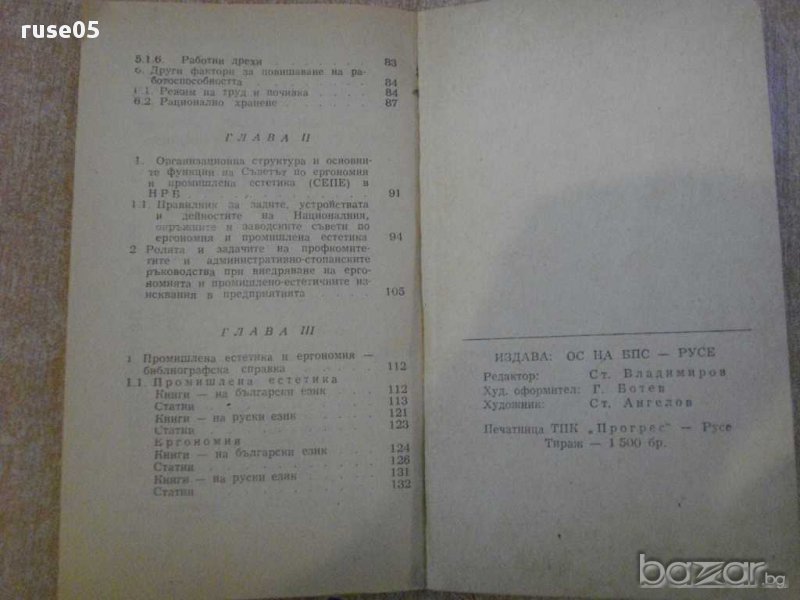 ruse05
5.1.6. Работни дрехи 83
6. Други фактори за повишаване на ра-
ботоспособността 84
6.1. Режим на труд и почивка 84
6.2. Рационално хранене 87
ГЛАВА II
1. Организационна структура и основни-
те функции на Съветът по ергономия
и промишлена естетика (СЕПЕ) в
НРБ 91
1.1. Правилник за задчите, устройствата
и дейностите на Националния,
окръжните и заводските съвети по
ергономия и промишлена естетика 94
2 Ролята и задачите на профкомите-
тите и административно-стопанските
ръководства при внедряване на ерго-
номията и промишлено-естетичните из-
исквания в предприятията 105
ГЛАВА III
1 Промишлена естетика и ергономия —
библиографска справка 112
1.1. Промишлена естетика
Книги — на български език 112
Статии 113
Книги — на руски език 121
Статии 123
Ергономия
Книги — на български език 124
Статии 126
Книги — на руски език 131
Статии 132
ИЗДАВА: ОС НА БПС — РУСЕ
Редактор: Ст. Владимиров
Худ. оформител: Г. Ботев
Художник: Ст. Ангелов
Печатница ТПК „Прогрес" — Русе
Тираж — 1 500 бр.
bazar.bg